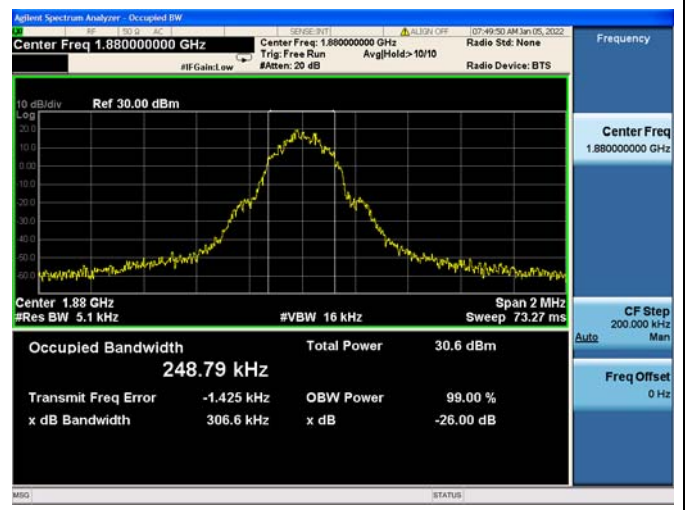 Agilent Spectrum Analyzer - Occupied BW
RF 50 Ω AC SENSE:INT ALIGN OFF 07:49:50 AM Jan 05, 2022
Center Freq 1.880000000 GHz Center Freq: 1.880000000 GHz Radio Std: None
Trig: Free Run Avg|Hold:>10/10
#IFGain:Low #Atten: 20 dB Radio Device: BTS
10 dB/div Ref 30.00 dBm
Log
20.0
10.0
0.00
-10.0
-20.0
-30.0
-40.0
-50.0
-60.0
Center 1.88 GHz Span 2 MHz
#Res BW 5.1 kHz #VBW 16 kHz Sweep 73.27 ms
Occupied Bandwidth Total Power 30.6 dBm
248.79 kHz
Transmit Freq Error -1.425 kHz OBW Power 99.00 %
x dB Bandwidth 306.6 kHz x dB -26.00 dB
Frequency
Center Freq
1.880000000 GHz
CF Step
200.000 kHz
Auto Man
Freq Offset
0 Hz
MSG STATUS